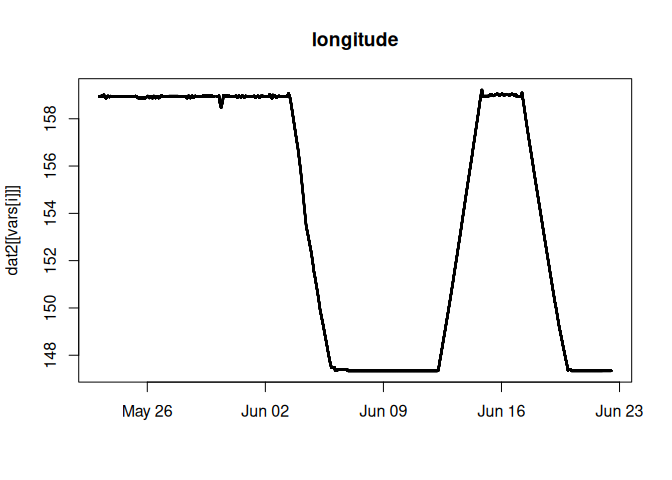 longitude
dat2[[vars[i]]]
158
156
154
152
150
148
May 26
Jun 02
Jun 09
Jun 16
Jun 23